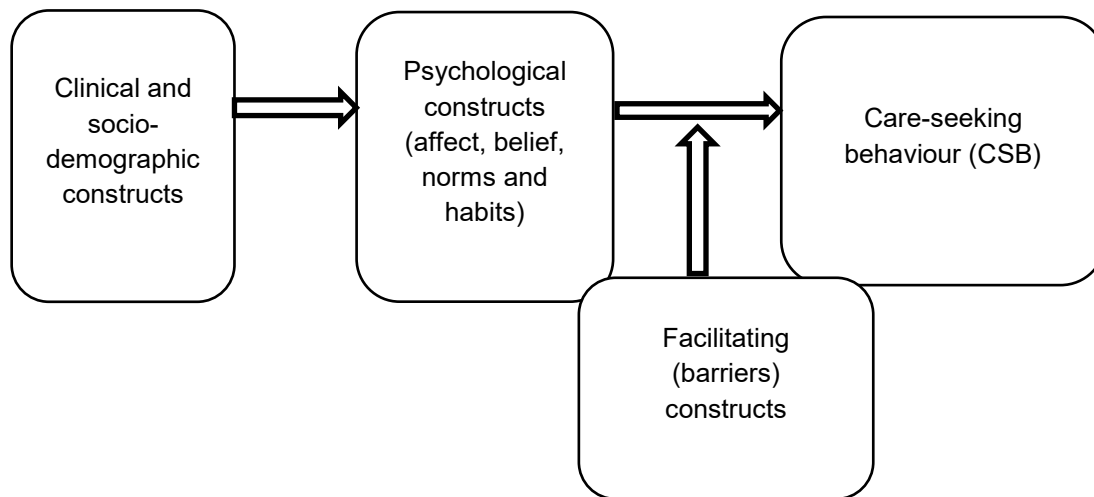 Clinical and
socio-
demographic
constructs
Psychological
constructs
(affect, belief,
norms and
habits)
Care-seeking
behaviour (CSB)
Facilitating
(barriers)
constructs